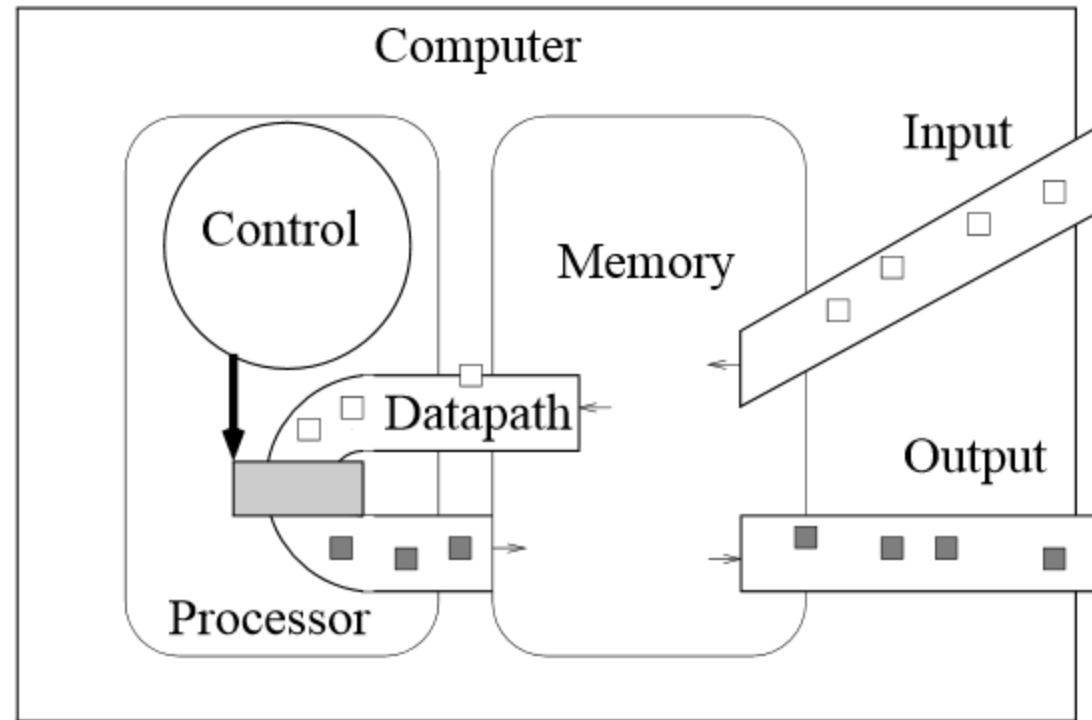 Computer
Input
Control
Memory
Datapath
Output
Processor